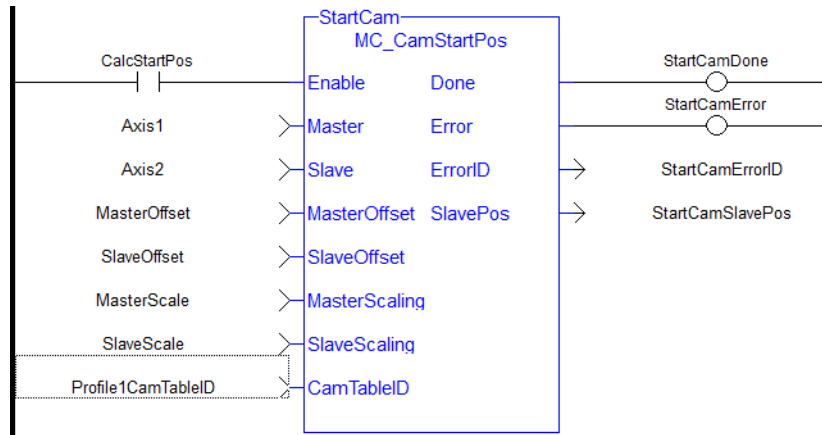 StartCam
MC_CamStartPos
CalcStartPos
StartCamDone
Enable Done
StartCamError
Axis1 Master Error
Axis2 Slave ErrorID StartCamErrorID
MasterOffset MasterOffset SlavePos StartCamSlavePos
SlaveOffset SlaveOffset
MasterScale MasterScaling
SlaveScale SlaveScaling
Profile1CamTableID CamTableID